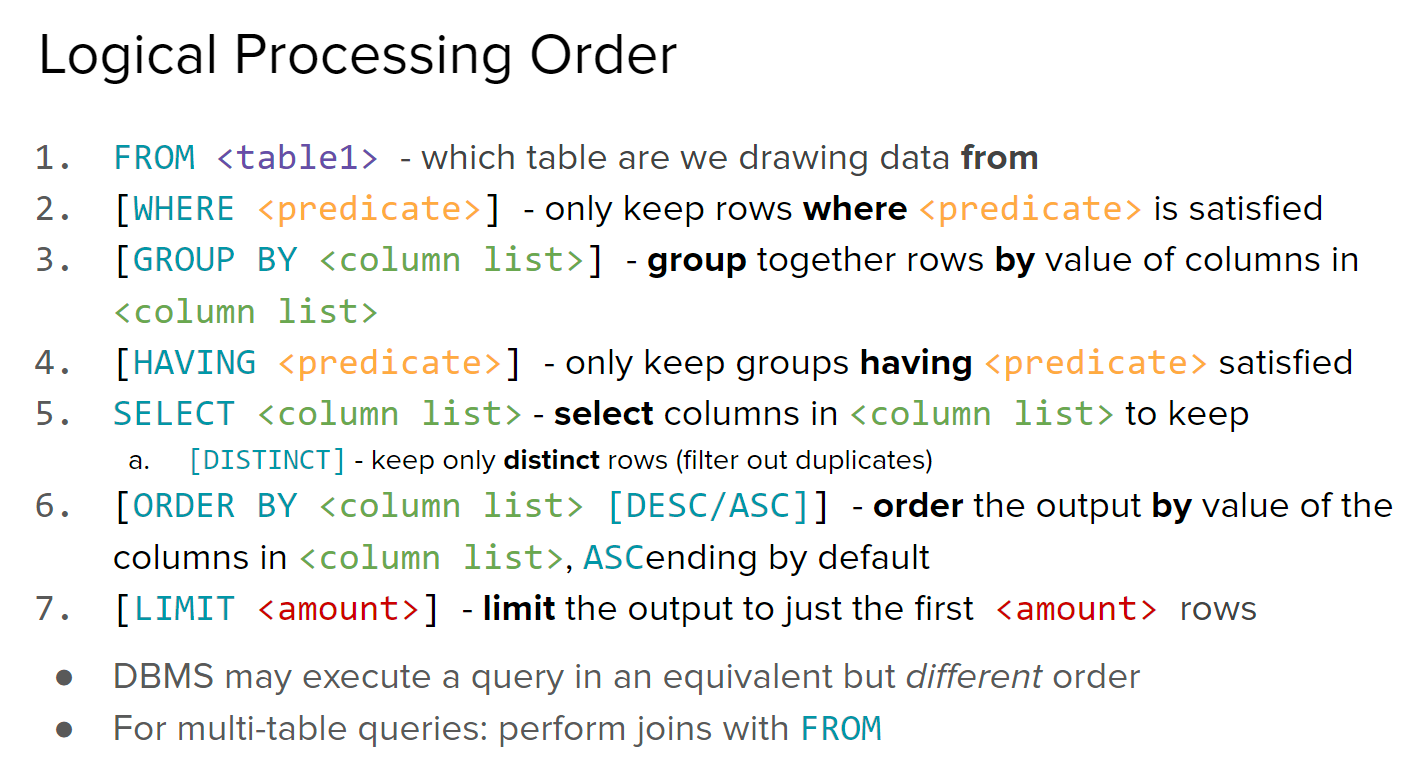 Logical Processing Order
1. FROM <table1> - which table are we drawing data from
2. [WHERE <predicate>] - only keep rows where <predicate> is satisfied
3. [GROUP BY <column list>] - group together rows by value of columns in
<column list>
4. [HAVING <predicate>] - only keep groups having <predicate> satisfied
5. SELECT <column list> - select columns in <column list> to keep
a. [DISTINCT] - keep only distinct rows (filter out duplicates)
6. [ORDER BY <column list> [DESC/ASC]] - order the output by value of the
columns in <column list>, ASCending by default
7. [LIMIT <amount>] - limit the output to just the first <amount> rows
● DBMS may execute a query in an equivalent but different order
● For multi-table queries: perform joins with FROM